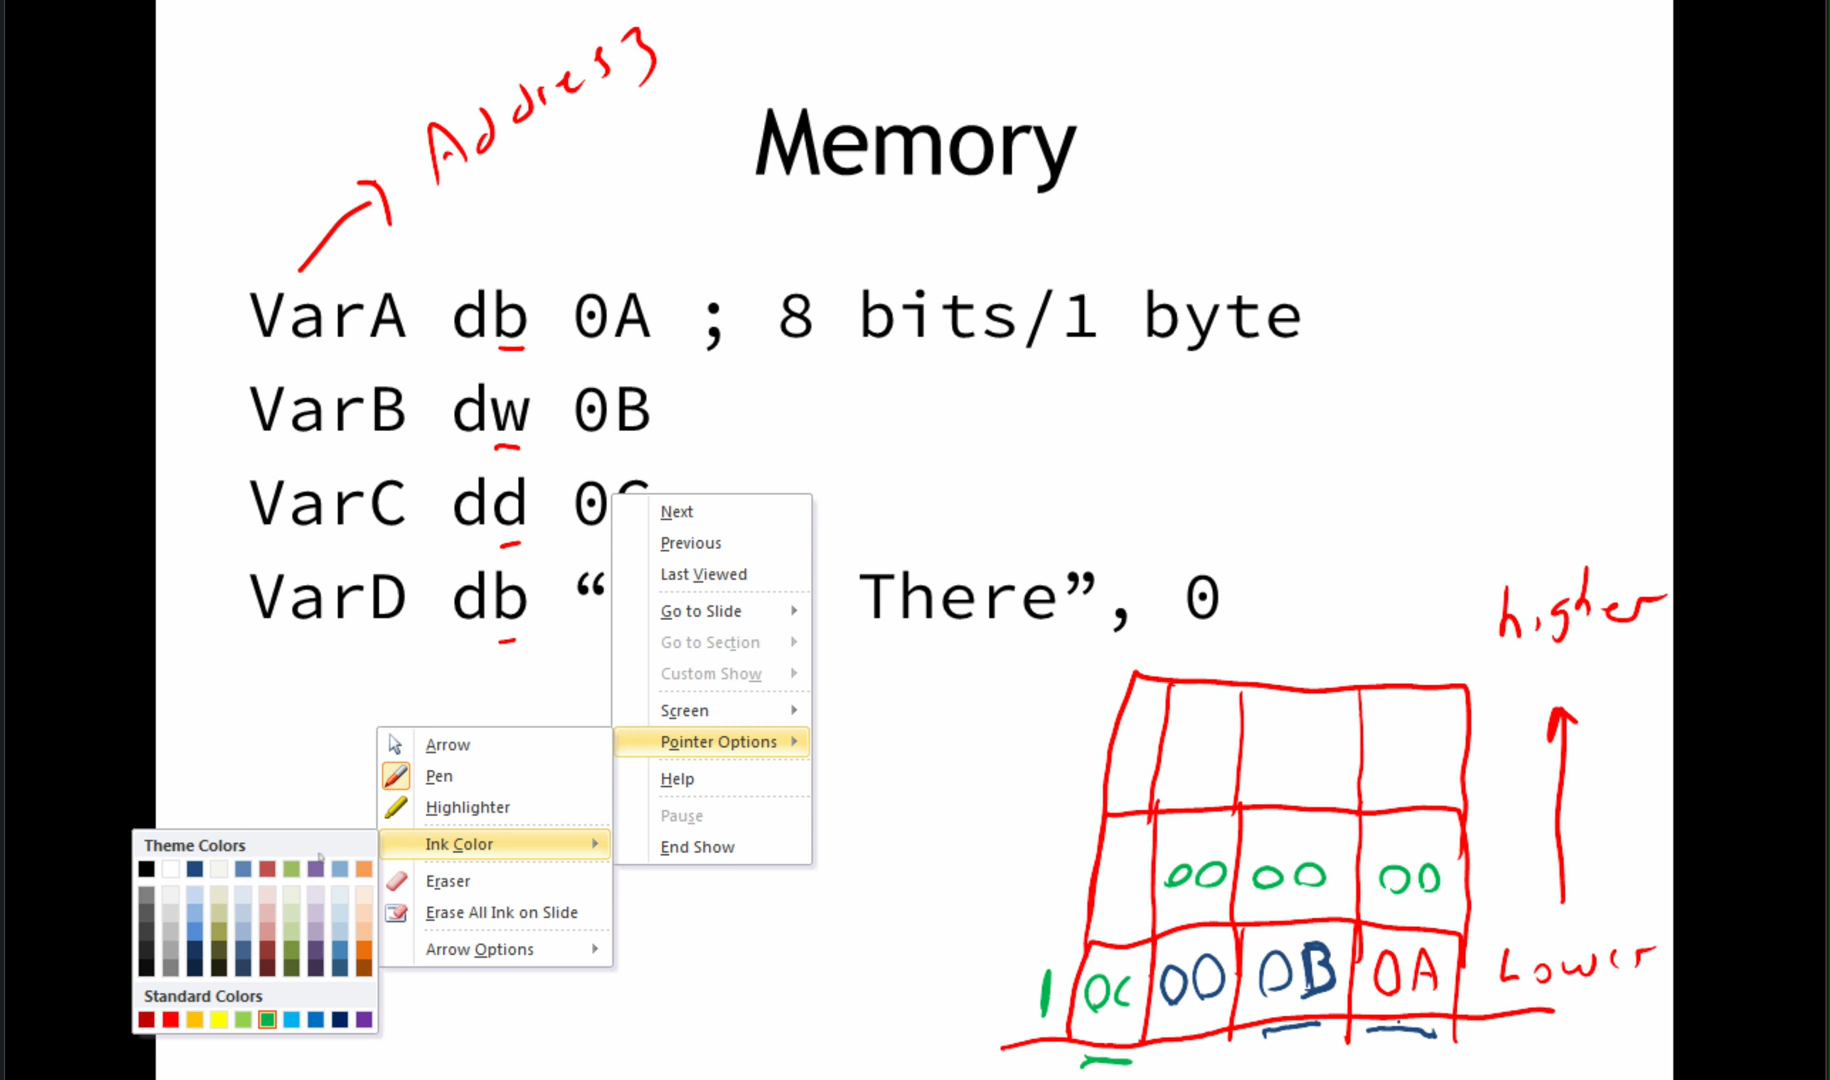 Address
Memory
VarA db 0A ; 8 bits/1 byte
VarB dw 0B
VarC dd 0C
VarD db “ There”, 0
Next
Previous
Last Viewed
Go to Slide
Go to Section
Custom Show
Screen
Pointer Options
Help
Pause
End Show
Arrow
Pen
Highlighter
Ink Color
Eraser
Erase All Ink on Slide
Arrow Options
Theme Colors
Standard Colors
higher
00 00 00
1 0C 00 0B 0A Lower